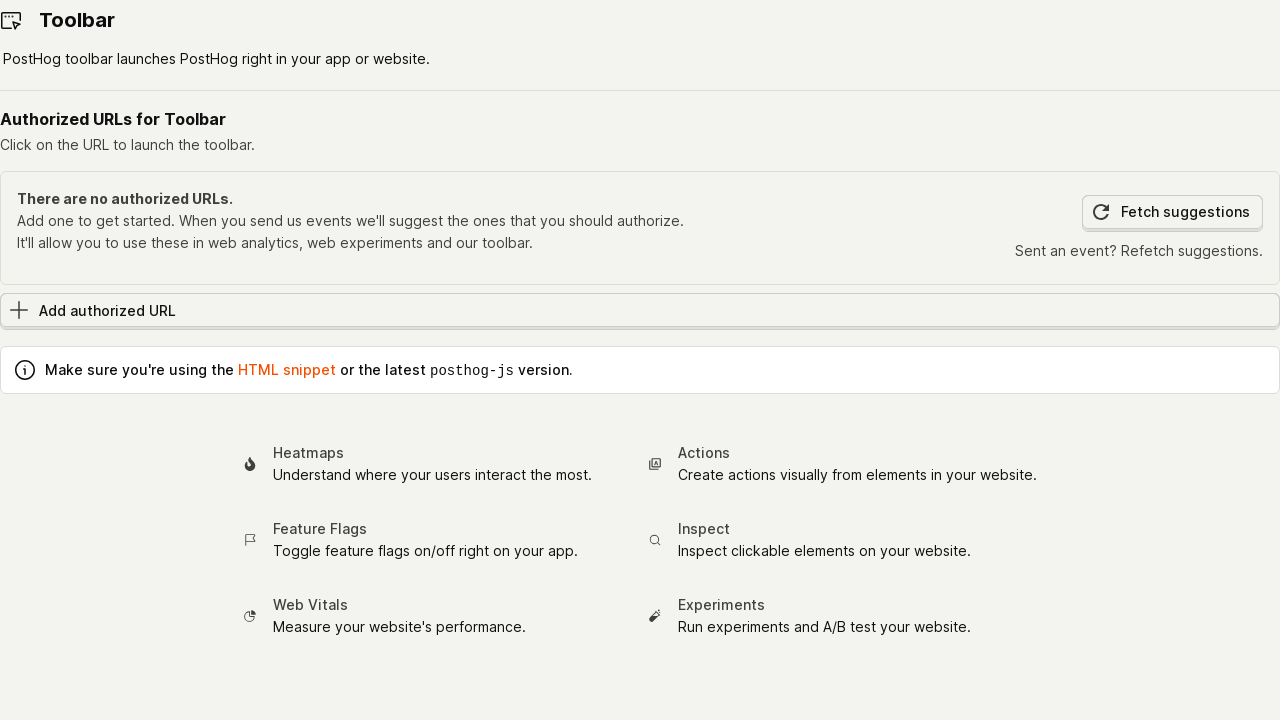 Toolbar
PostHog toolbar launches PostHog right in your app or website.
Authorized URLs for Toolbar
Click on the URL to launch the toolbar.
There are no authorized URLs.
Add one to get started. When you send us events we'll suggest the ones that you should authorize.
It'll allow you to use these in web analytics, web experiments and our toolbar.
Fetch suggestions
Sent an event? Refetch suggestions.
Add authorized URL
Make sure you're using the HTML snippet or the latest posthog-js version.
Heatmaps
Understand where your users interact the most.
Actions
Create actions visually from elements in your website.
Feature Flags
Toggle feature flags on/off right on your app.
Inspect
Inspect clickable elements on your website.
Web Vitals
Measure your website's performance.
Experiments
Run experiments and A/B test your website.